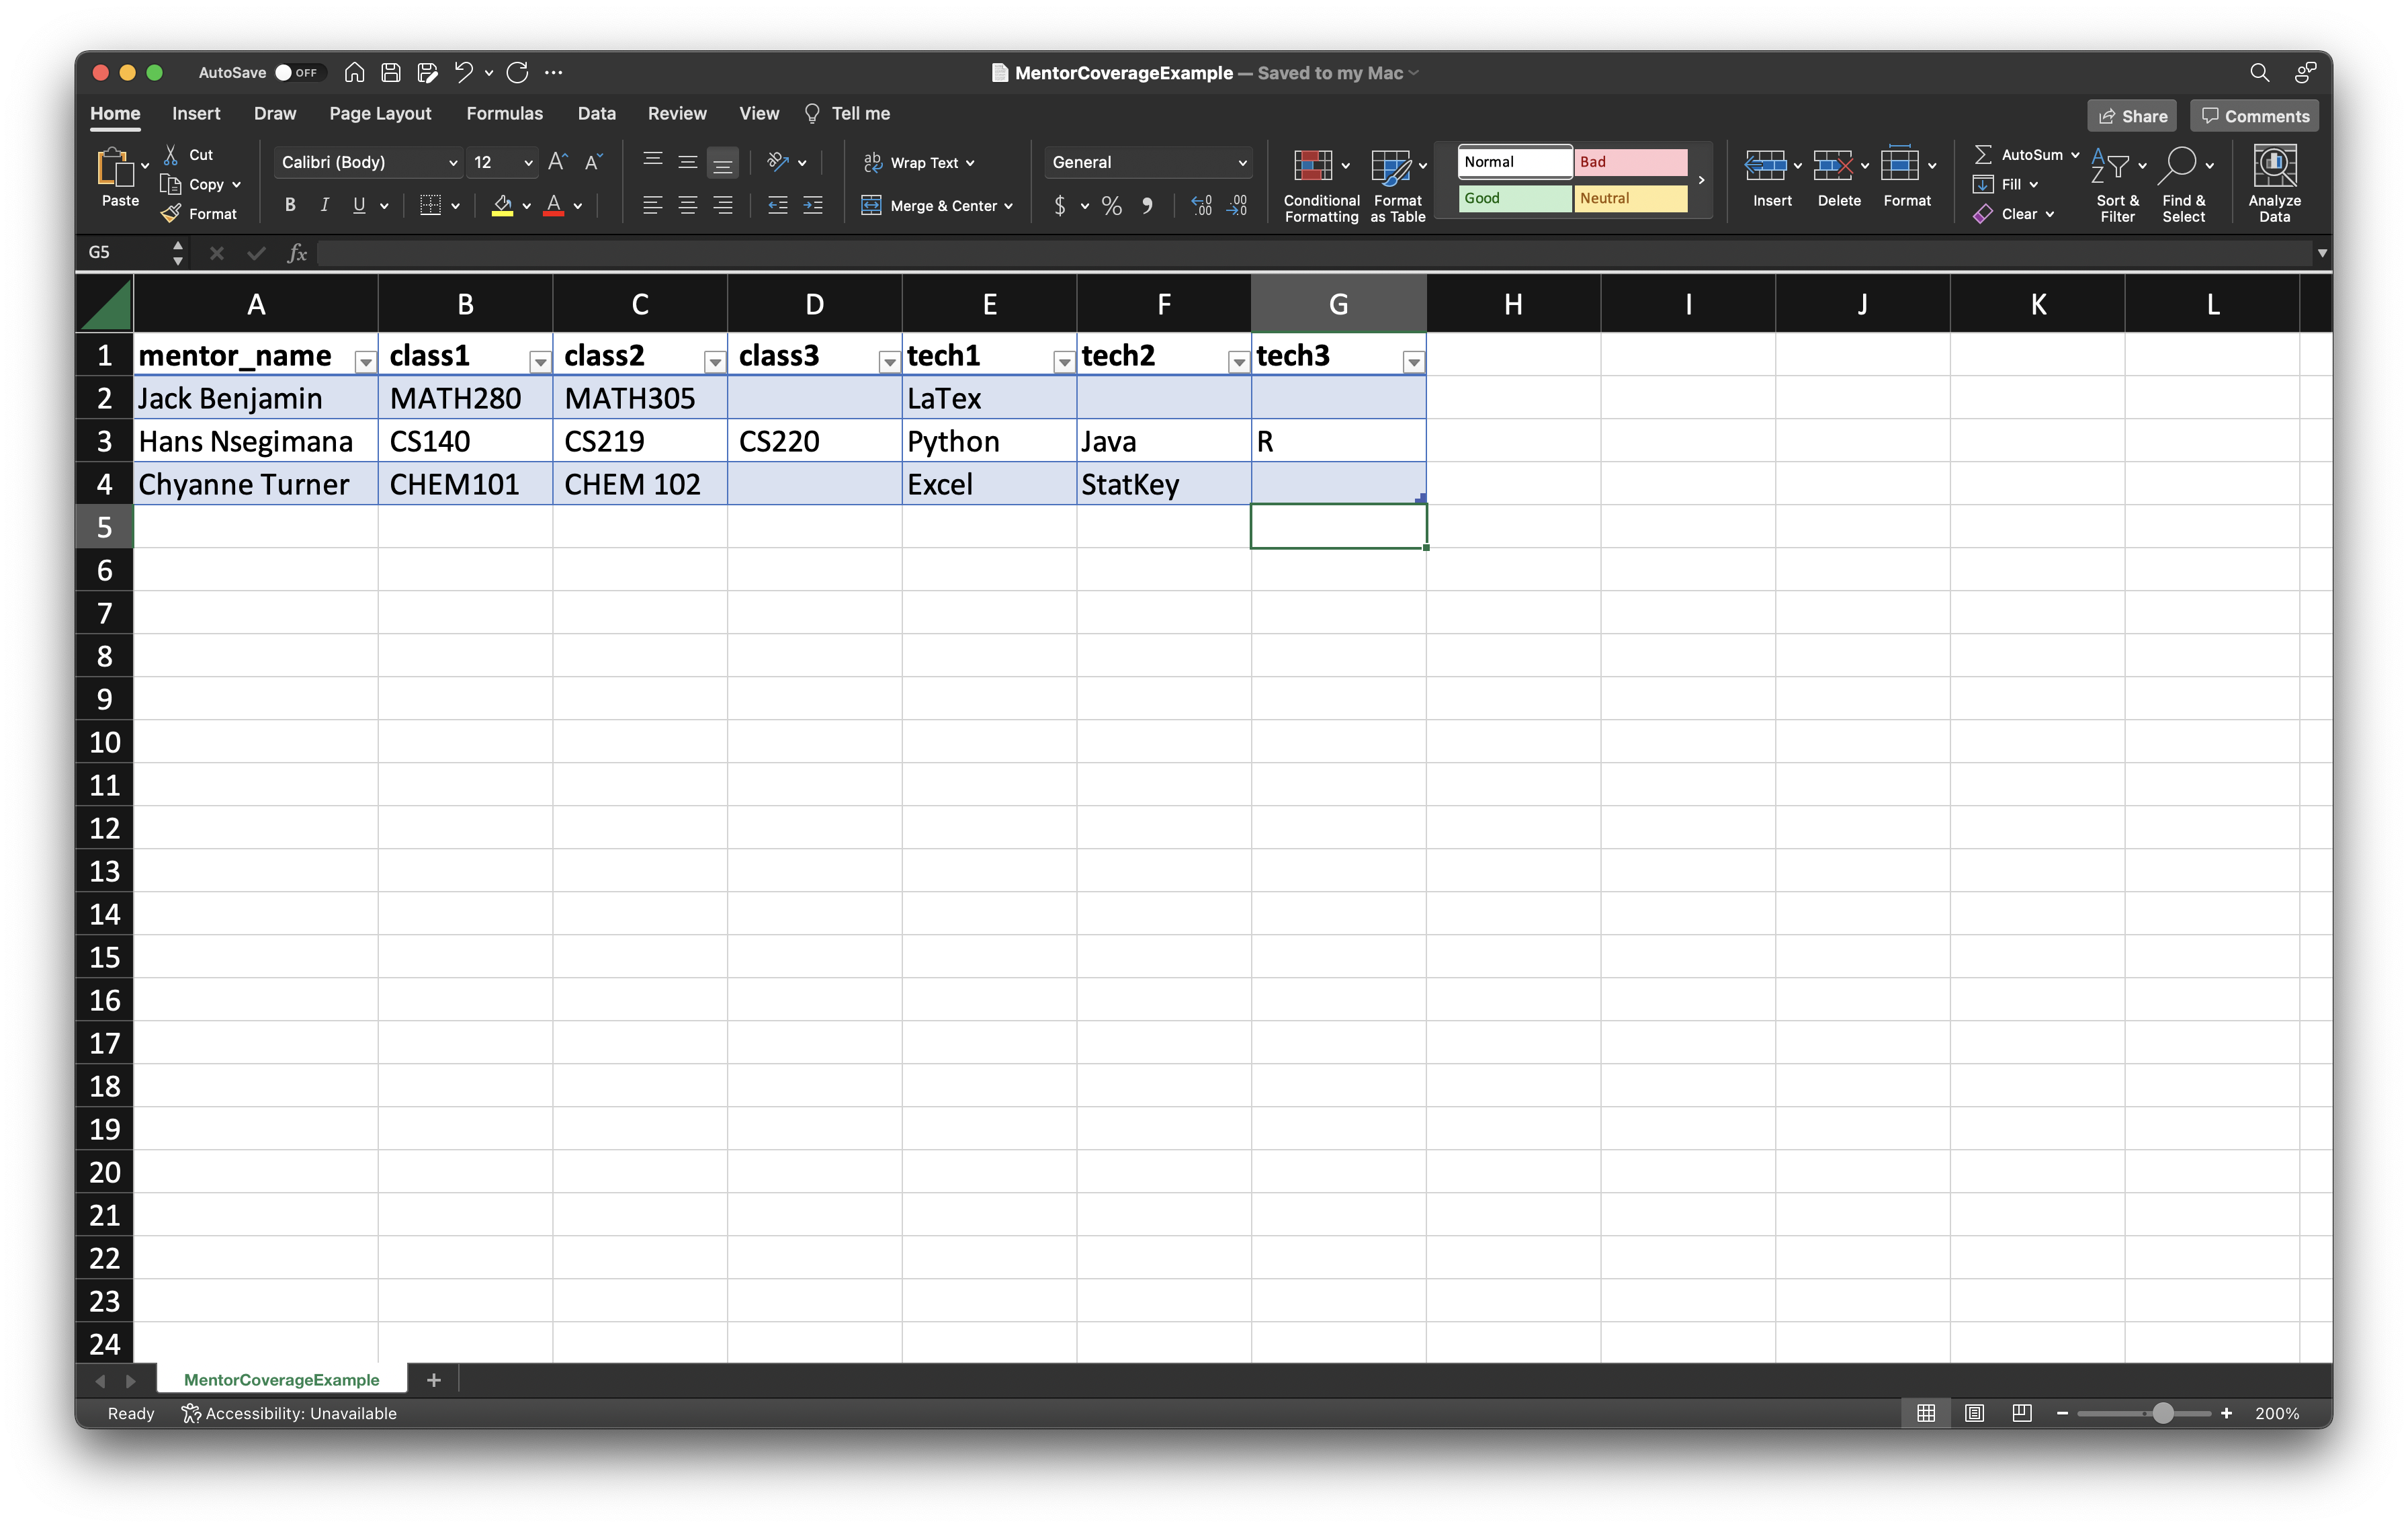 AutoSave OFF MentorCoverageExample — Saved to my Mac
Home Insert Draw Page Layout Formulas Data Review View Tell me Share Comments
Paste Cut Copy Format
Calibri (Body) 12 A A
B I U A
ab Wrap Text
Merge & Center
General
$ % 9 .0 .00 .00 .0
Conditional Formatting
Format as Table
Normal Bad
Good Neutral
Insert Delete Format
AutoSum
Fill
Clear
Sort & Filter
Find & Select
Analyze Data
G5 fx
A B C D E F G H I J K L
1 mentor_name class1 class2 class3 tech1 tech2 tech3
2 Jack Benjamin MATH280 MATH305 LaTex
3 Hans Nsegimana CS140 CS219 CS220 Python Java R
4 Chyanne Turner CHEM101 CHEM 102 Excel StatKey
5
6
7
8
9
10
11
12
13
14
15
16
17
18
19
20
21
22
23
24
MentorCoverageExample +
Ready Accessibility: Unavailable 200%